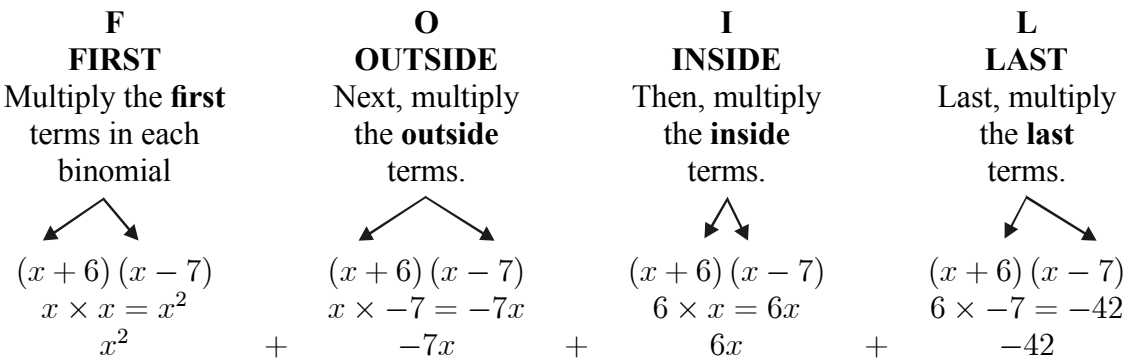 F O I L
FIRST OUTSIDE INSIDE LAST
Multiply the first Next, multiply Then, multiply Last, multiply
terms in each the outside the inside the last
binomial terms. terms. terms.
(x + 6) (x − 7) (x + 6) (x − 7) (x + 6) (x − 7) (x + 6) (x − 7)
x × x = x² x × −7 = −7x 6 × x = 6x 6 × −7 = −42
x² + −7x + 6x + −42